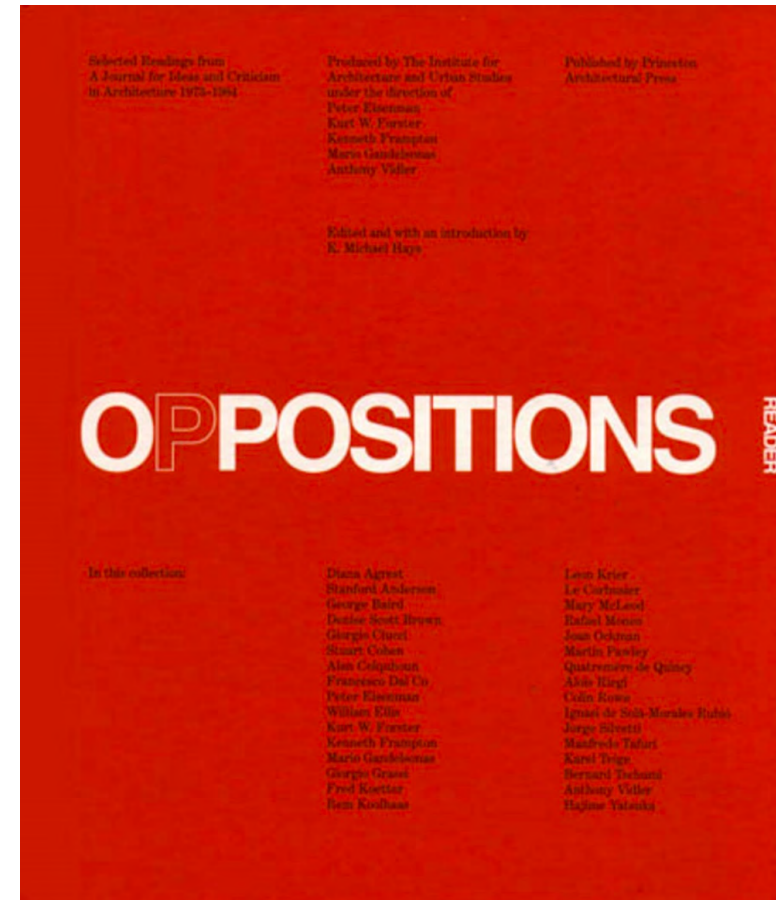 Selected Readings from
A Journal for Ideas and Criticism
in Architecture 1973–1984
Produced by The Institute for
Architecture and Urban Studies
under the direction of
Peter Eisenman
Kurt W. Forster
Kenneth Frampton
Mario Gandelsonas
Anthony Vidler
Published by Princeton
Architectural Press
Edited and with an introduction by
K. Michael Hays
OPPOSITIONS
READER
In this collection:
Diana Agrest
Stanford Anderson
George Baird
Denise Scott Brown
Giorgio Ciucci
Stuart Cohen
Alan Colquhoun
Francesco Dal Co
Peter Eisenman
William Ellis
Kurt W. Forster
Kenneth Frampton
Mario Gandelsonas
Giorgio Grassi
Fred Koetter
Rem Koolhaas
Leon Krier
Le Corbusier
Mary McLeod
Rafael Moneo
Joan Ockman
Martin Pawley
Quatremère de Quincy
Alois Riegl
Colin Rowe
Ignasi de Solà-Morales Rubió
Jorge Silvetti
Manfredo Tafuri
Karel Teige
Bernard Tschumi
Anthony Vidler
Hajime Yatsuka